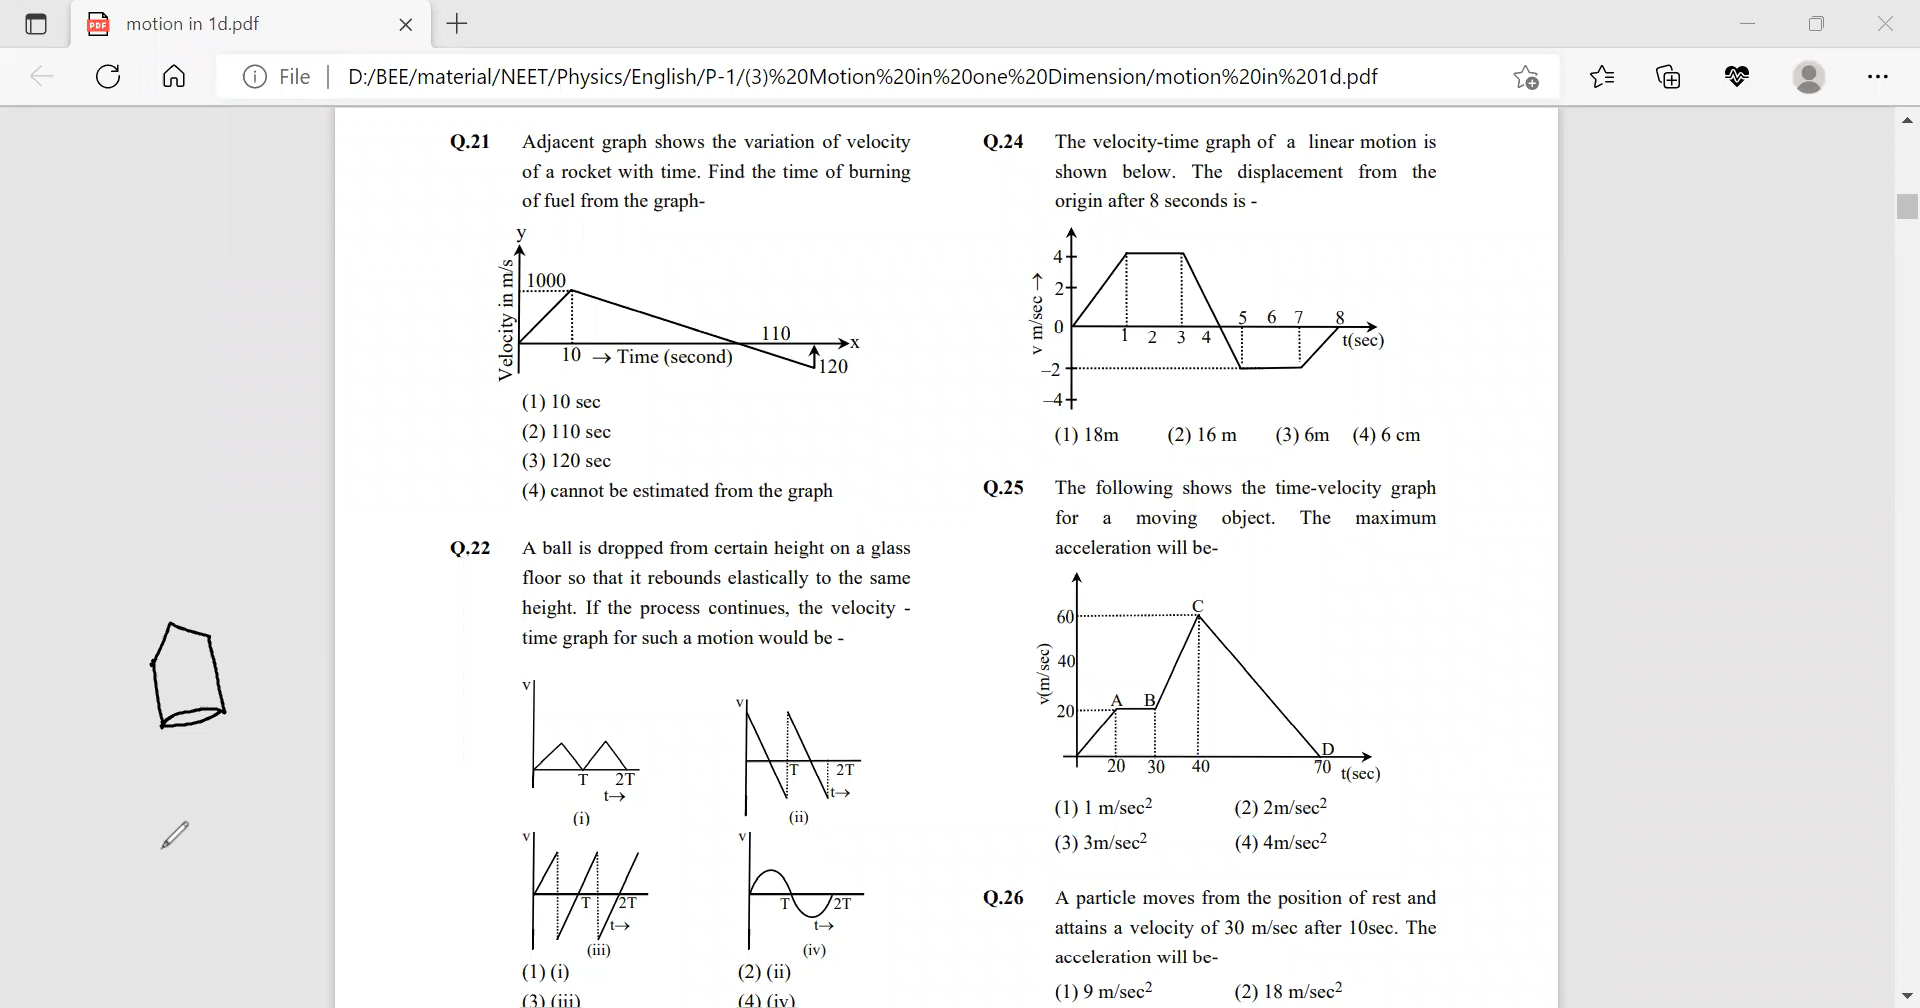 motion in 1d.pdf
File | D:/BEE/material/NEET/Physics/English/P-1/(3)%20Motion%20in%20one%20Dimension/motion%20in%201d.pdf
Q.21 Adjacent graph shows the variation of velocity
of a rocket with time. Find the time of burning
of fuel from the graph-
y
Velocity in m/s
1000
110
x
10 → Time (second)
120
(1) 10 sec
(2) 110 sec
(3) 120 sec
(4) cannot be estimated from the graph
Q.22 A ball is dropped from certain height on a glass
floor so that it rebounds elastically to the same
height. If the process continues, the velocity -
time graph for such a motion would be -
v
T 2T
t→
(i)
v
T 2T
t→
(ii)
v
T 2T
t→
(iii)
v
T 2T
t→
(iv)
(1) (i) (2) (ii)
(3) (iii) (4) (iv)
Q.24 The velocity-time graph of a linear motion is
shown below. The displacement from the
origin after 8 seconds is -
v m/sec →
4
2
0
–2
–4
1 2 3 4
5 6 7 8
t(sec)
(1) 18m (2) 16 m (3) 6m (4) 6 cm
Q.25 The following shows the time-velocity graph
for a moving object. The maximum
acceleration will be-
v(m/sec)
60
40
20
A B
C
D
20 30 40 70 t(sec)
(1) 1 m/sec² (2) 2m/sec²
(3) 3m/sec² (4) 4m/sec²
Q.26 A particle moves from the position of rest and
attains a velocity of 30 m/sec after 10sec. The
acceleration will be-
(1) 9 m/sec² (2) 18 m/sec²